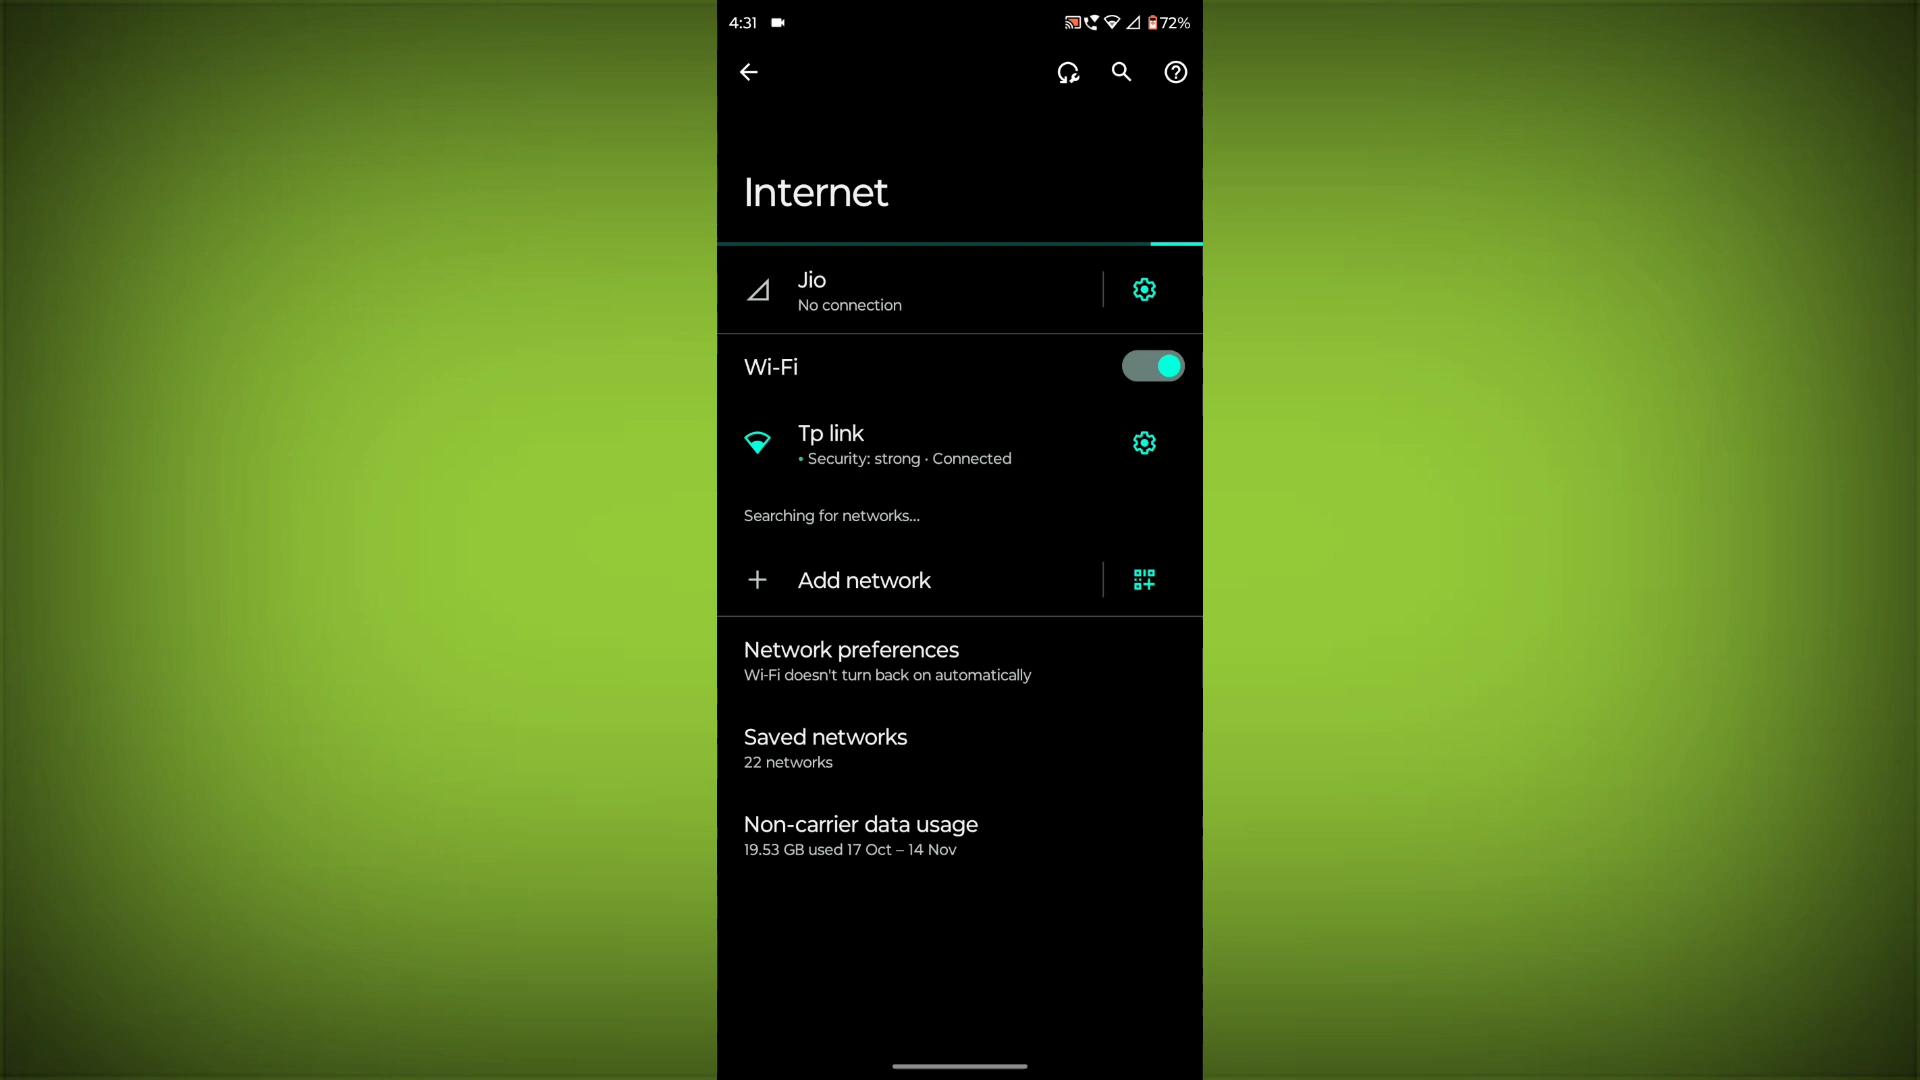 4:31
72%
Internet
Jio
No connection
Wi-Fi
Tp link
• Security: strong · Connected
Searching for networks...
Add network
Network preferences
Wi-Fi doesn't turn back on automatically
Saved networks
22 networks
Non-carrier data usage
19.53 GB used 17 Oct – 14 Nov